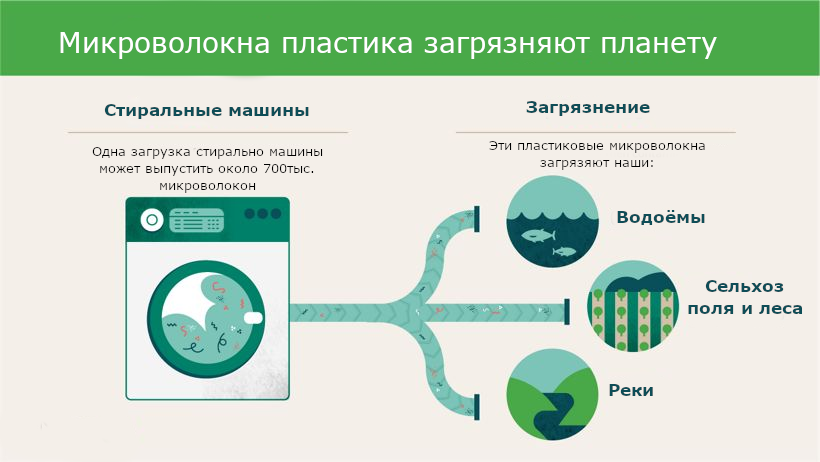 Микроволокна пластика загрязняют планету
Стиральные машины
Одна загрузка стирально машины
может выпустить около 700тыс.
микроволокон
Загрязнение
Эти пластиковые микроволокна
загрязяют наши:
Водоёмы
Сельхоз
поля и леса
Реки